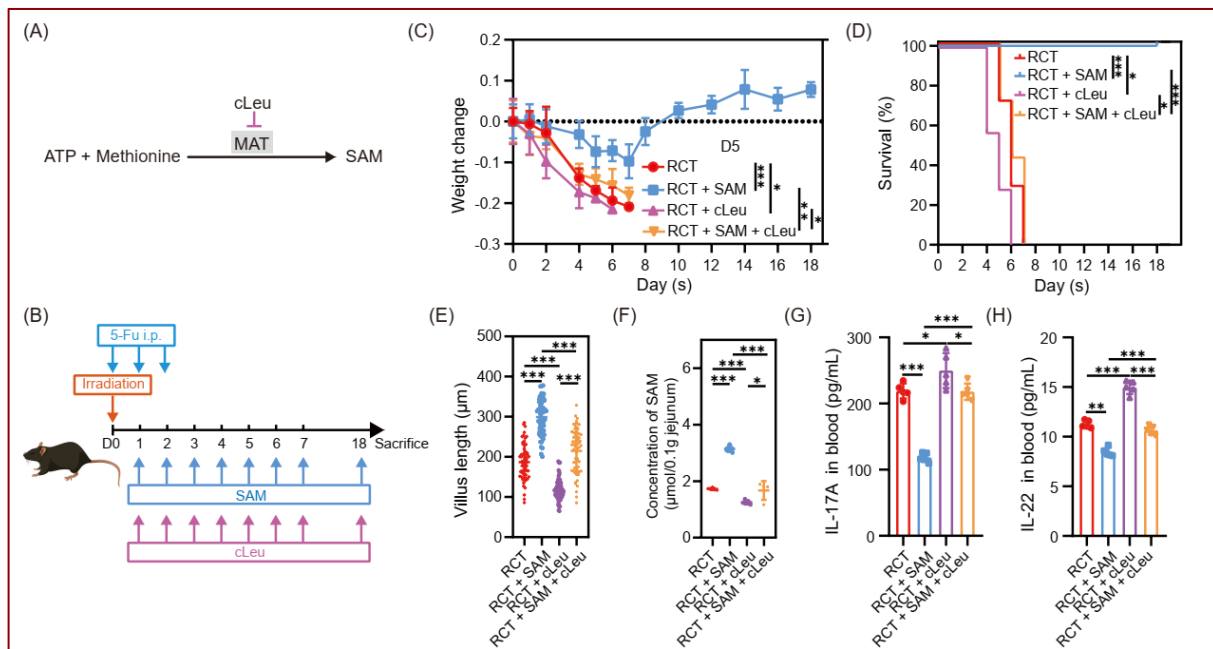 (A)
cLeu
MAT
ATP + Methionine
SAM
(B)
5-Fu i.p.
Irradiation
D0 1 2 3 4 5 6 7 18 Sacrifice
SAM
cLeu
(C)
Weight change
0.2
0.1
0.0
-0.1
-0.2
-0.3
0 2 4 6 8 10 12 14 16 18
Day (s)
D5
RCT
RCT + SAM
RCT + cLeu
RCT + SAM + cLeu
***
*
**
*
(D)
Survival (%)
100
80
60
40
20
0
0 2 4 6 8 10 12 14 16 18
Day (s)
RCT
RCT + SAM
RCT + cLeu
RCT + SAM + cLeu
***
*
*
***
(E)
Villus length (μm)
500
400
300
200
100
0
***
***
*** ***
RCT
RCT + SAM
RCT + cLeu
RCT + SAM + cLeu
(F)
Concentration of SAM
(μmol/0.1g jejunum)
6
4
2
0
***
***
***
*
RCT
RCT + SAM
RCT + cLeu
RCT + SAM + cLeu
(G)
IL-17A in blood (pg/mL)
300
200
100
0
***
* *
***
RCT
RCT + SAM
RCT + cLeu
RCT + SAM + cLeu
(H)
IL-22 in blood (pg/mL)
20
15
10
5
0
***
*** ***
**
RCT
RCT + SAM
RCT + cLeu
RCT + SAM + cLeu